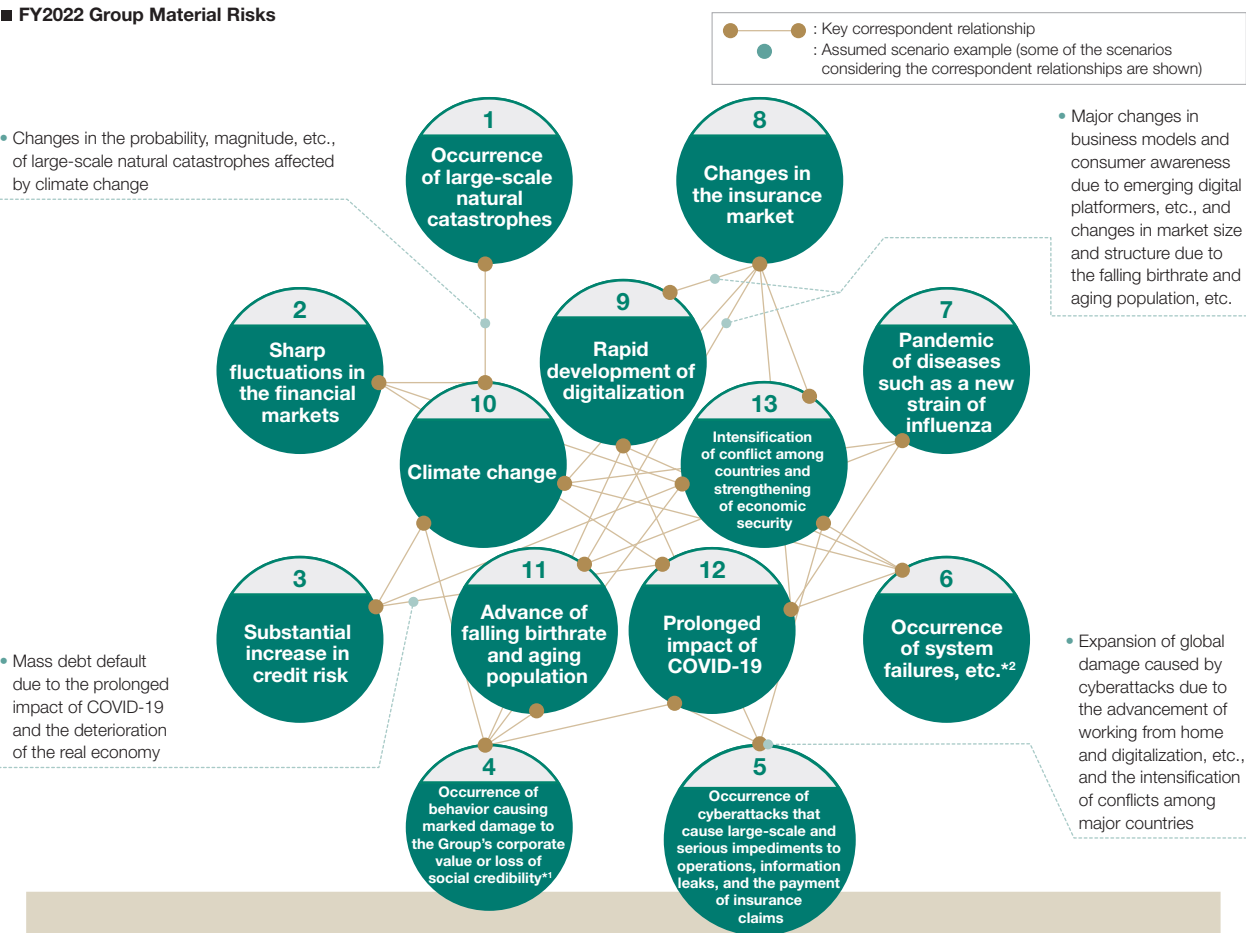 ■ FY2022 Group Material Risks
: Key correspondent relationship
: Assumed scenario example (some of the scenarios
considering the correspondent relationships are shown)
• Changes in the probability, magnitude, etc.,
of large-scale natural catastrophes affected
by climate change
1
Occurrence
of large-scale
natural
catastrophes
8
Changes in
the insurance
market
• Major changes in
business models and
consumer awareness
due to emerging digital
platformers, etc., and
changes in market size
and structure due to
the falling birthrate and
aging population, etc.
2
Sharp
fluctuations in
the financial
markets
9
Rapid
development of
digitalization
7
Pandemic
of diseases
such as a new
strain of
influenza
10
Climate change
13
Intensification
of conflict among
countries and
strengthening
of economic
security
3
Substantial
increase in
credit risk
11
Advance of
falling birthrate
and aging
population
12
Prolonged
impact of
COVID-19
6
Occurrence
of system
failures, etc.*2
• Mass debt default
due to the prolonged
impact of COVID-19
and the deterioration
of the real economy
• Expansion of global
damage caused by
cyberattacks due to
the advancement of
working from home
and digitalization, etc.,
and the intensification
of conflicts among
major countries
4
Occurrence of
behavior causing
marked damage to
the Group's corporate
value or loss of
social credibility*1
5
Occurrence of
cyberattacks that
cause large-scale and
serious impediments to
operations, information
leaks, and the payment
of insurance
claims